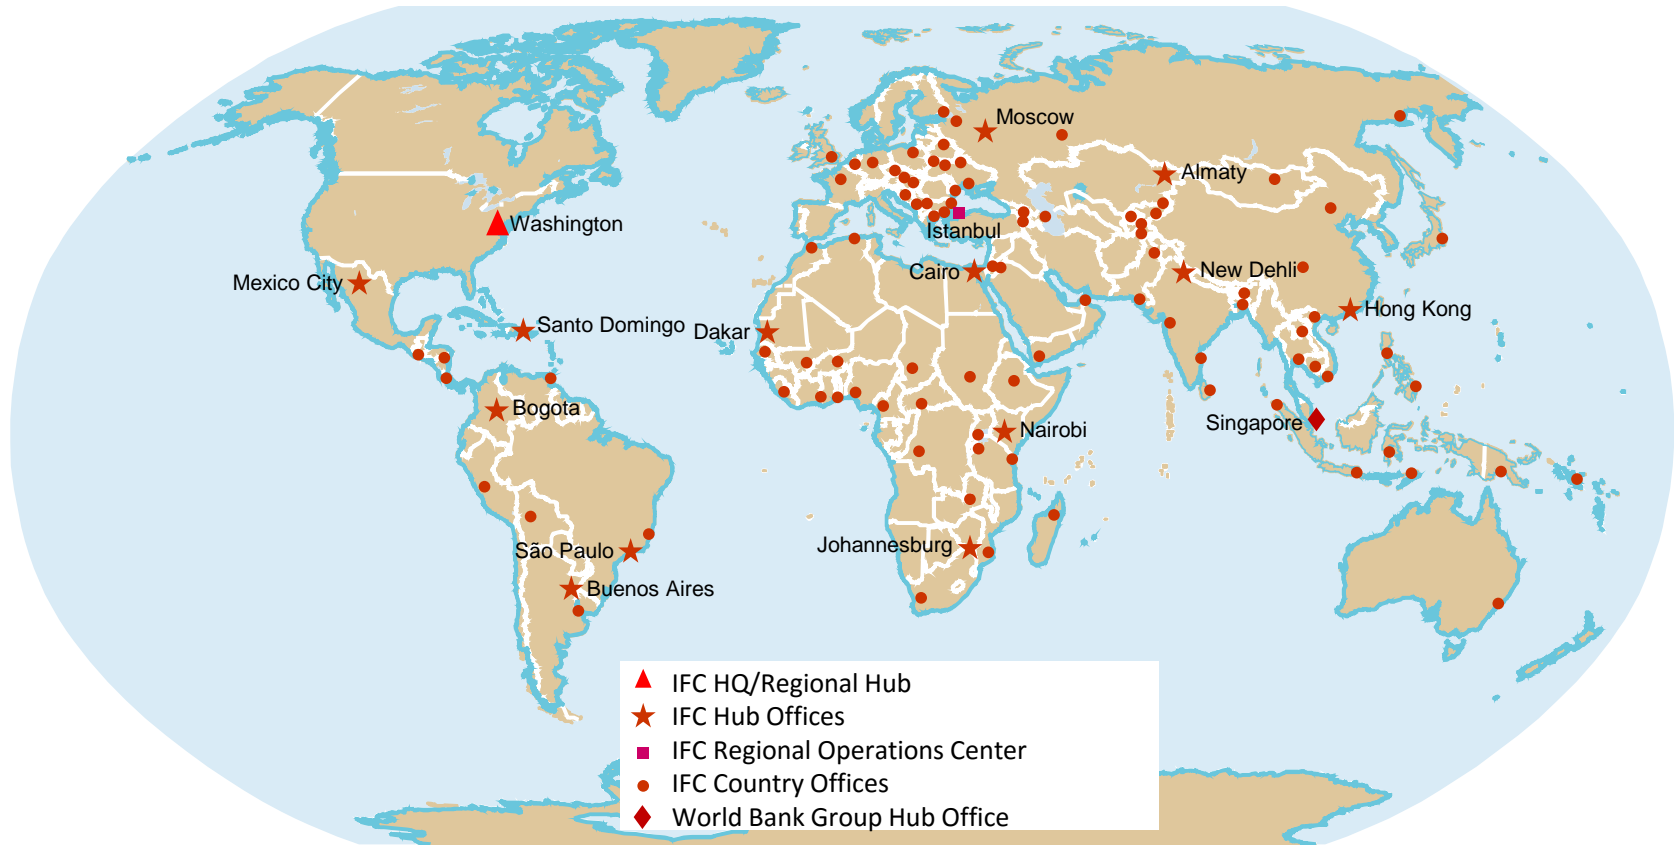 Moscow
Almaty
Washington
Istanbul
Cairo
New Dehli
Mexico City
Hong Kong
Santo Domingo
Dakar
Bogota
Singapore
Nairobi
São Paulo
Johannesburg
Buenos Aires
IFC HQ/Regional Hub
IFC Hub Offices
IFC Regional Operations Center
IFC Country Offices
World Bank Group Hub Office